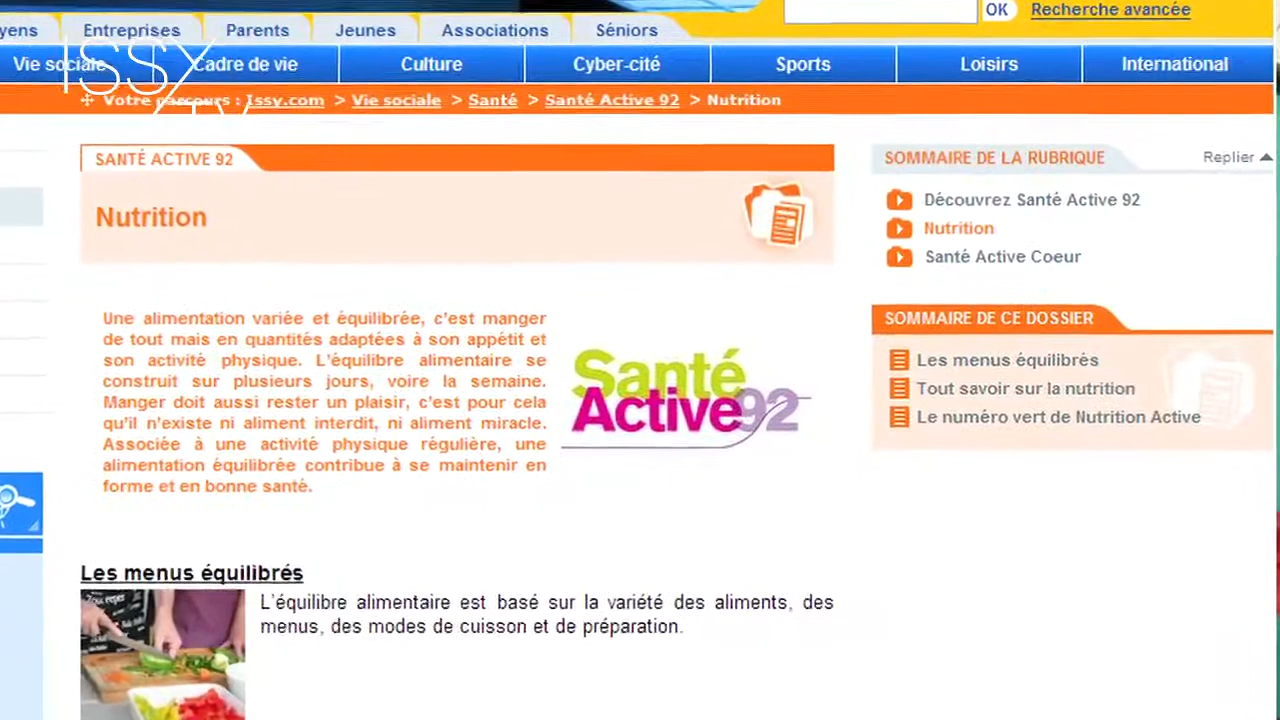 OK Recherche avancée
Entreprises Parents Jeunes Associations Séniors
Vie sociale Cadre de vie Culture Cyber-cité Sports Loisirs International
ISSY
TV
Votre parcours : Issy.com > Vie sociale > Santé > Santé Active 92 > Nutrition
SANTÉ ACTIVE 92
Nutrition
Une alimentation variée et équilibrée, c'est manger
de tout mais en quantités adaptées à son appétit et
son activité physique. L'équilibre alimentaire se
construit sur plusieurs jours, voire la semaine.
Manger doit aussi rester un plaisir, c'est pour cela
qu'il n'existe ni aliment interdit, ni aliment miracle.
Associée à une activité physique régulière, une
alimentation équilibrée contribue à se maintenir en
forme et en bonne santé.
Santé
Active92
SOMMAIRE DE LA RUBRIQUE Replier
Découvrez Santé Active 92
Nutrition
Santé Active Coeur
SOMMAIRE DE CE DOSSIER
Les menus équilibrés
Tout savoir sur la nutrition
Le numéro vert de Nutrition Active
Les menus équilibrés
L'équilibre alimentaire est basé sur la variété des aliments, des
menus, des modes de cuisson et de préparation.